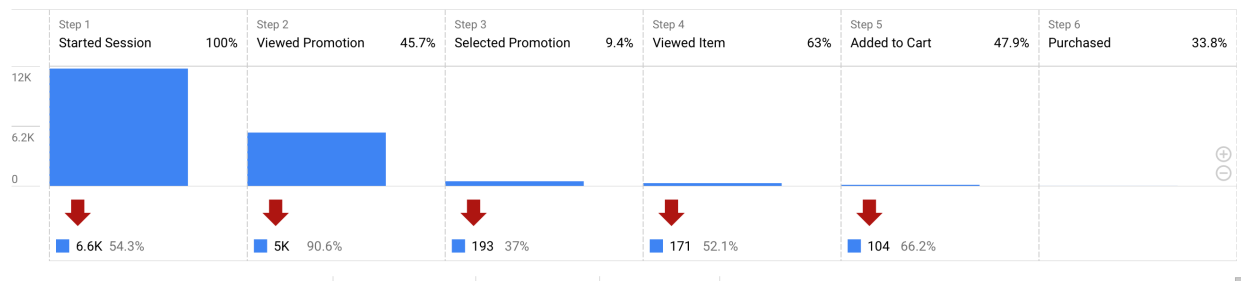 Step 1
Started Session 100%
Step 2
Viewed Promotion 45.7%
Step 3
Selected Promotion 9.4%
Step 4
Viewed Item 63%
Step 5
Added to Cart 47.9%
Step 6
Purchased 33.8%
12K
6.2K
0
6.6K 54.3%
5K 90.6%
193 37%
171 52.1%
104 66.2%